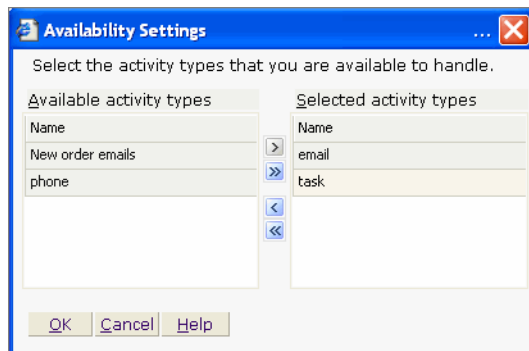 Availability Settings ...
Select the activity types that you are available to handle.
Available activity types
Name
New order emails
phone
Selected activity types
Name
email
task
OK Cancel Help